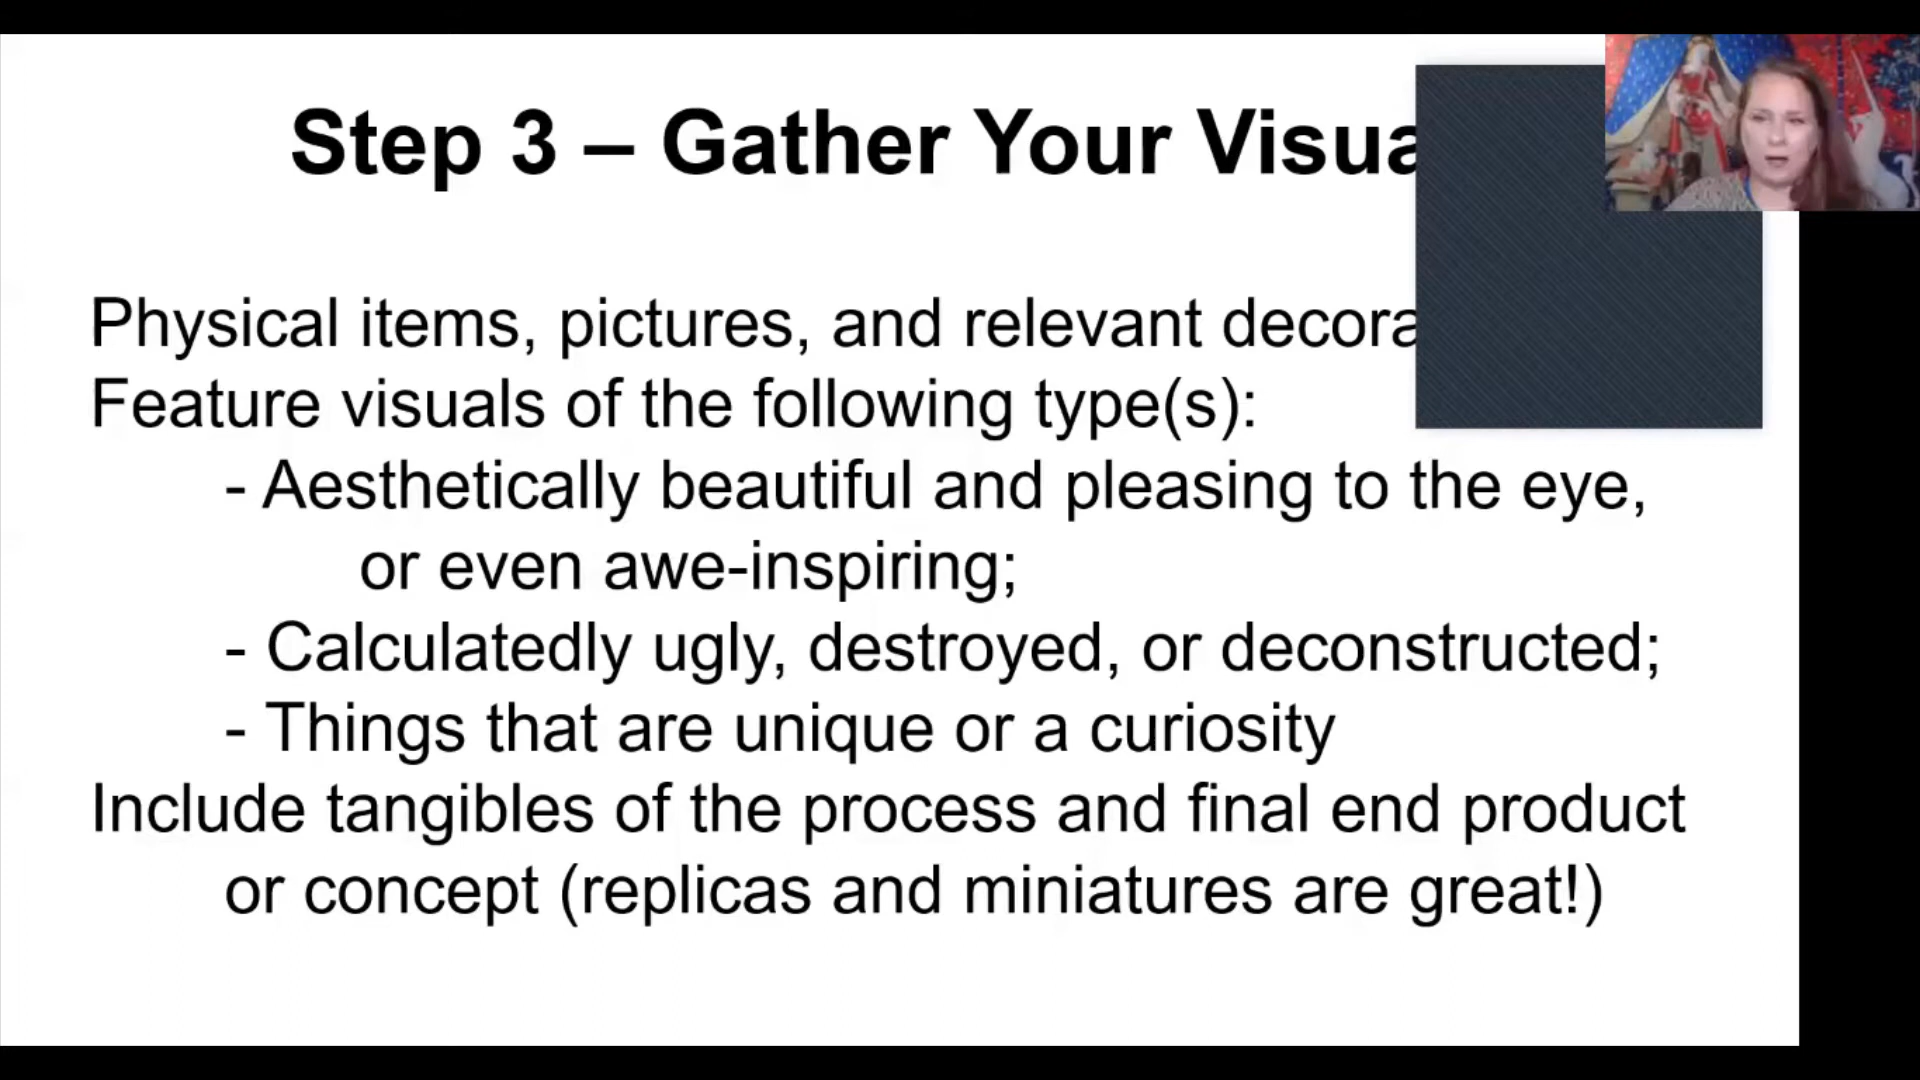 Step 3 – Gather Your Visua
Physical items, pictures, and relevant decora
Feature visuals of the following type(s):
- Aesthetically beautiful and pleasing to the eye,
or even awe-inspiring;
- Calculatedly ugly, destroyed, or deconstructed;
- Things that are unique or a curiosity
Include tangibles of the process and final end product
or concept (replicas and miniatures are great!)